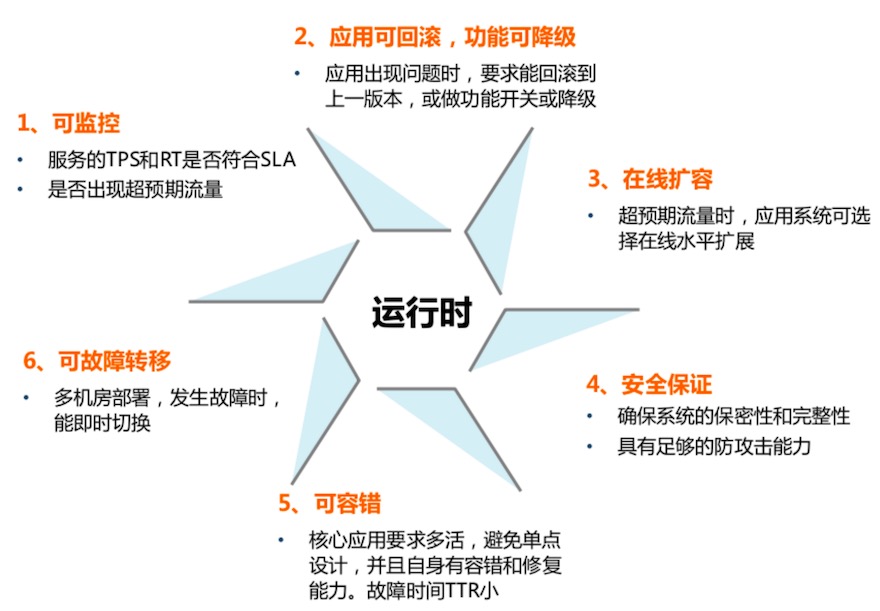 2、应用可回滚，功能可降级
• 应用出现问题时，要求能回滚到
上一版本，或做功能开关或降级
1、可监控
• 服务的TPS和RT是否符合SLA
• 是否出现超预期流量
3、在线扩容
• 超预期流量时，应用系统可选
择在线水平扩展
运行时
6、可故障转移
• 多机房部署，发生故障时，
能即时切换
4、安全保证
• 确保系统的保密性和完整性
• 具有足够的防攻击能力
5、可容错
• 核心应用要求多活，避免单点
设计，并且自身有容错和修复
能力。故障时间TTR小